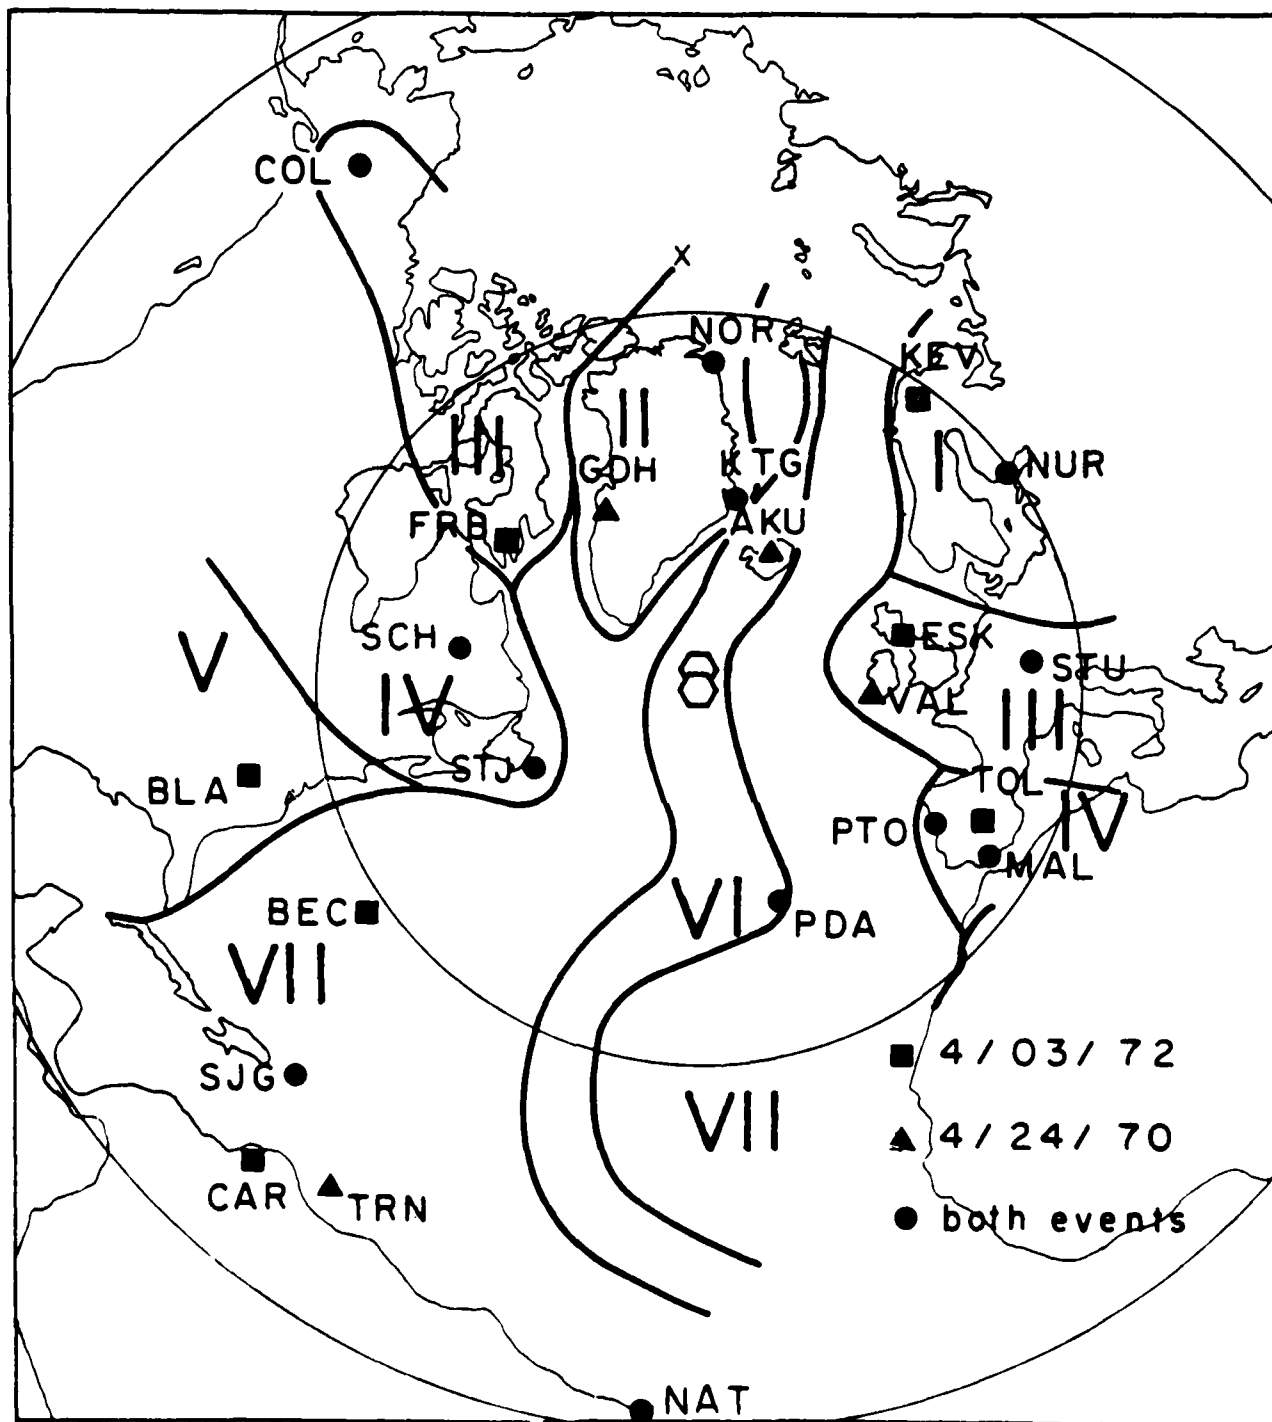 COL
X
NOR
KEV
III
II
I
GDH
KTG
NUR
FRB
AKU
SCH
ESK
STU
V
IV
VAL
III
STJ
TOL
BLA
PTO
IV
MAL
BEC
VI
PDA
VII
4/03/72
SJG
VII
4/24/70
CAR
TRN
both events
NAT